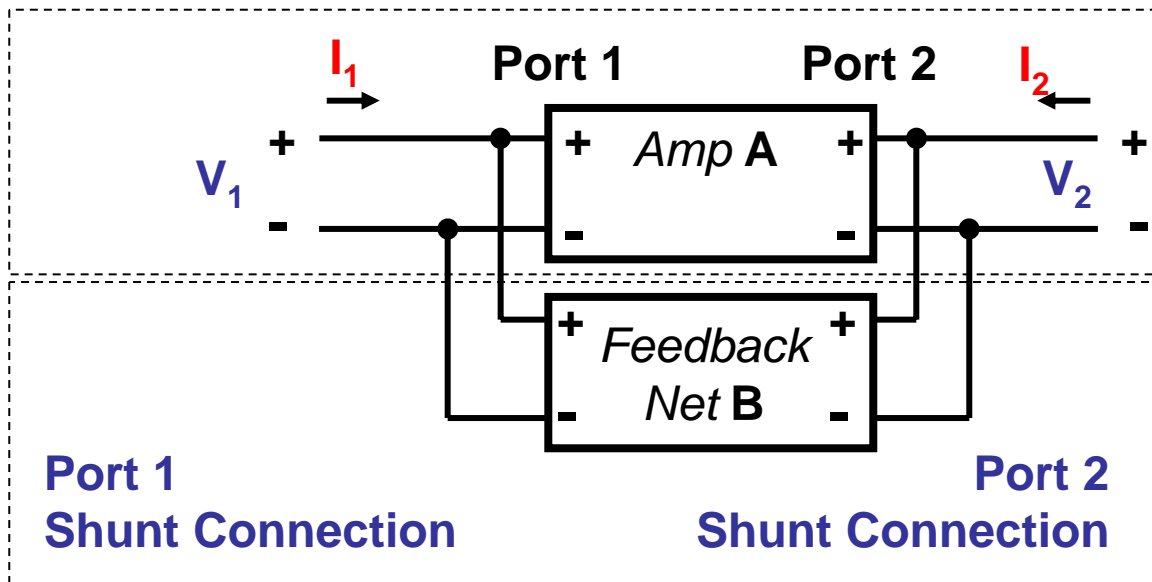 I1 Port 1 Port 2 I2
+ + Amp A + +
V1 V2
- - - -
+ Feedback +
- Net B -
Port 1 Port 2
Shunt Connection Shunt Connection